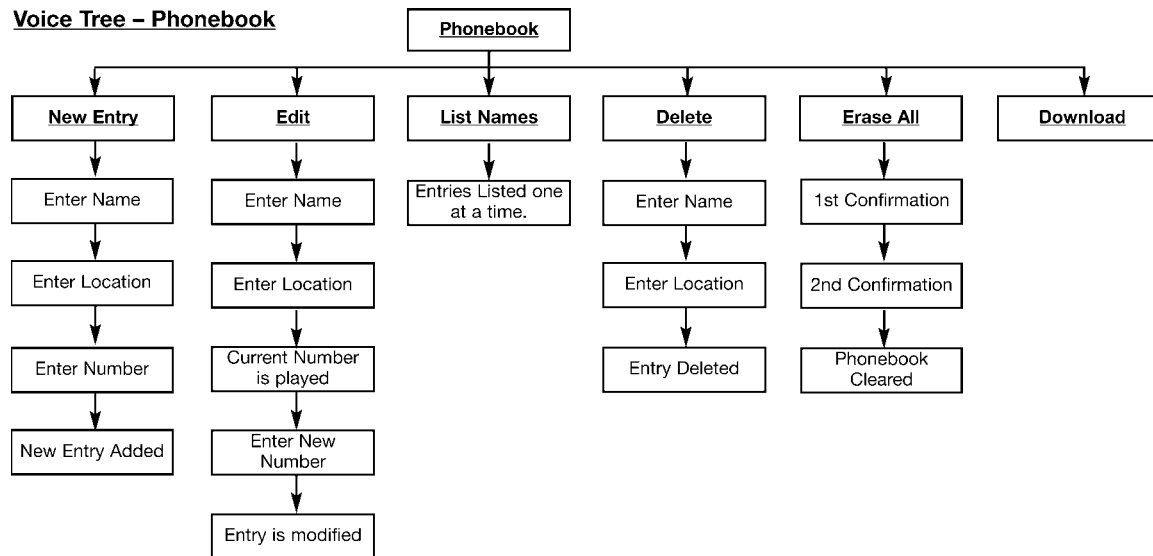 Voice Tree – Phonebook
Phonebook
New Entry
Edit
List Names
Delete
Erase All
Download
Enter Name
Enter Name
Entries Listed one
at a time.
Enter Name
1st Confirmation
Enter Location
Enter Location
Enter Location
2nd Confirmation
Enter Number
Current Number
is played
Entry Deleted
Phonebook
Cleared
New Entry Added
Enter New
Number
Entry is modified